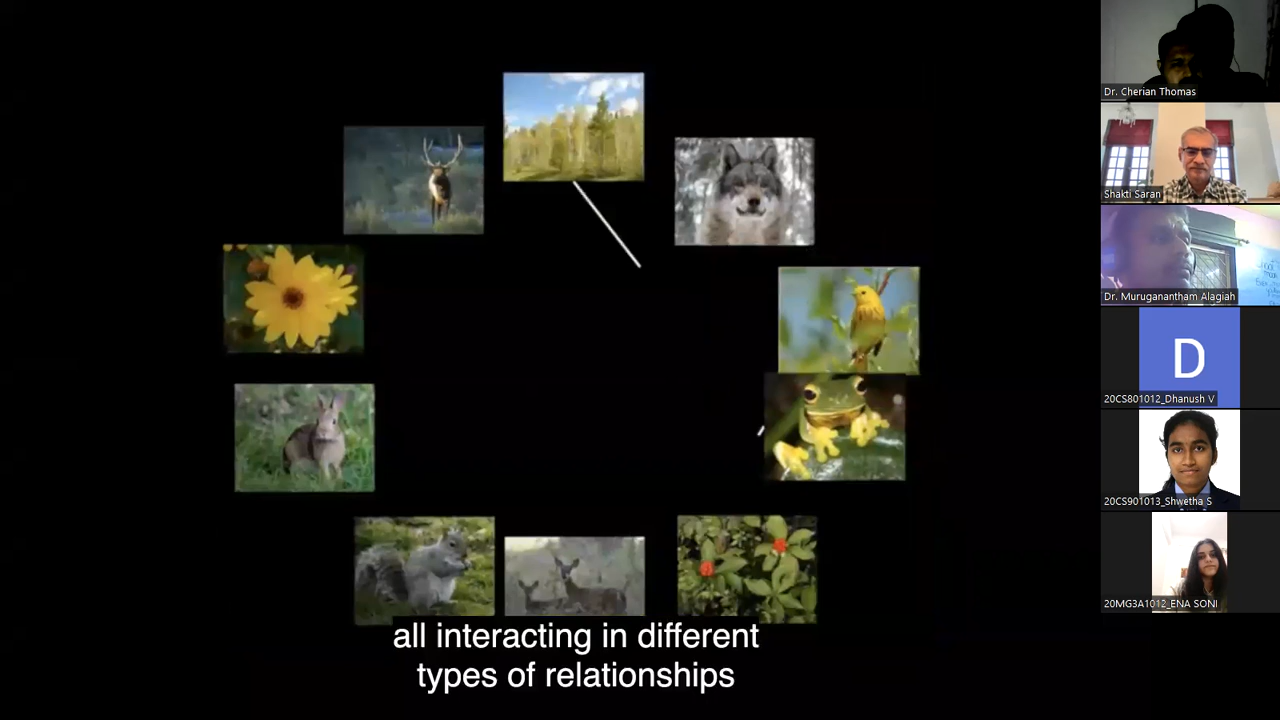 all interacting in different
types of relationships
Dr. Cherian Thomas
Shakti Saran
Dr. Muruganantham Alagiah
D
20CS801012_Dhanush V
20CS901013_Shwetha S
20MG3A1012_ENA SONI